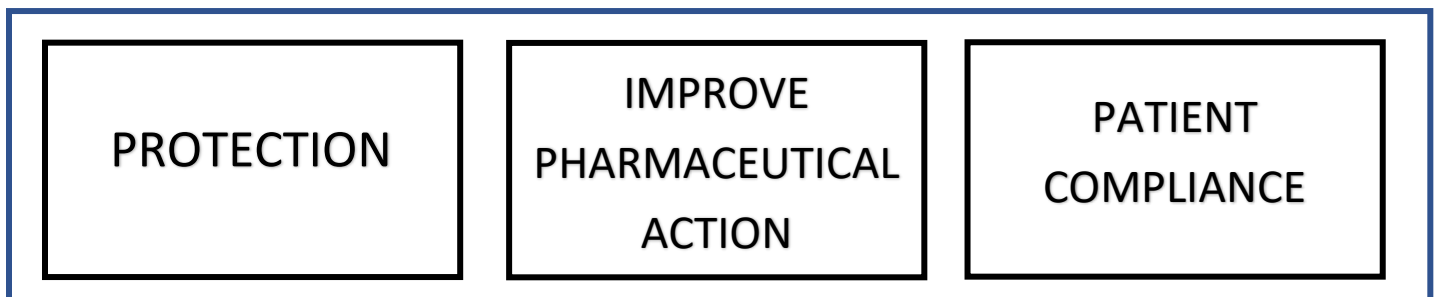 PROTECTION
IMPROVE
PHARMACEUTICAL
ACTION
PATIENT
COMPLIANCE